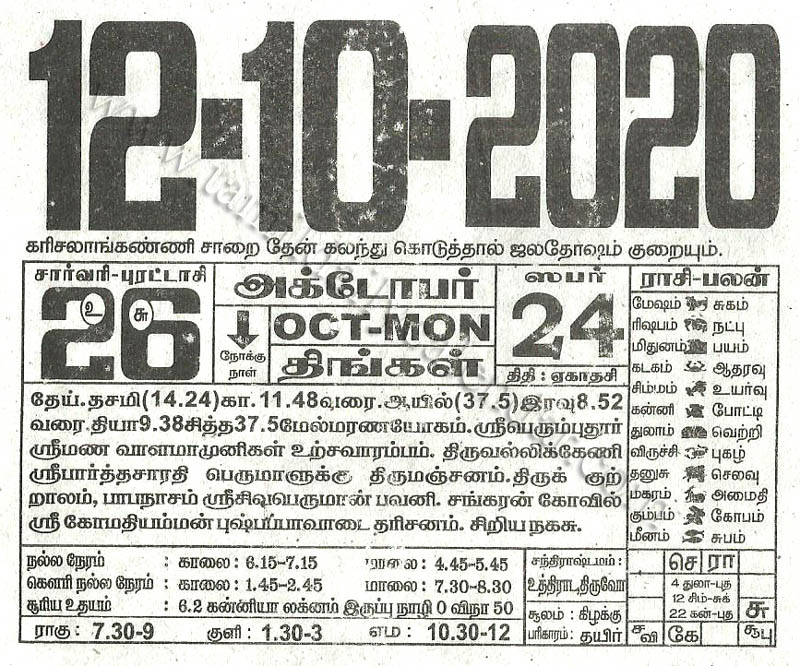 12-10-2020
கரிசலாங்கண்ணி சாறை தேன் கலந்து கொடுத்தால் ஜலதோஷம் குறையும்.
சார்வரி-புரட்டாசி
26
உ சு
அக்டோபர்
நோக்கு நாள்
OCT-MON
திங்கள்
ஸபர்
24
திதி : ஏகாதசி
ராசி-பலன்
மேஷம் சுகம்
ரிஷபம் நட்பு
மிதுனம் பயம்
கடகம் ஆதரவு
சிம்மம் உயர்வு
கன்னி போட்டி
துலாம் வெற்றி
விருச்சி புகழ்
தனுசு செலவு
மகரம் அமைதி
கும்பம் கோபம்
மீனம் சுபம்
தேய்.தசமி(14.24)கா.11.48வரை.ஆயில்(37.5)இரவு8.52
வரை.தியா9.38சித்த37.5மேல்மரணயோகம்.ஸ்ரீபெரும்புதூர்
ஸ்ரீமண வாளமாமுனிகள் உற்சவாரம்பம். திருவல்லிக்கேணி
ஸ்ரீபார்த்தசாரதி பெருமாளுக்கு திருமஞ்சனம்.திருக் குற்
றாலம், பாபநாசம் ஸ்ரீசிவபெருமான் பவனி. சங்கரன் கோவில்
ஸ்ரீ கோமதியம்மன் புஷ்பப்பாவாடை தரிசனம். சிறிய நகசு.
நல்ல நேரம் : காலை : 6.15-7.15 மாலை : 4.45-5.45
கௌரி நல்ல நேரம் : காலை : 1.45-2.45 மாலை : 7.30-8.30
சூரிய உதயம் : 6.2 கன்னியா லக்னம் இருப்பு நாழி 0 விநா 50
ராகு : 7.30-9 குளி : 1.30-3 எம : 10.30-12
சந்திராஷ்டமம் :
உத்திராட,திருவோ
சூலம் : கிழக்கு
பரிகாரம் : தயிர்
செ ரா
4 துலா-புத
12 சிம்-சுக்
22 கன்-புத
சு
ச வி
கே
சூ பு